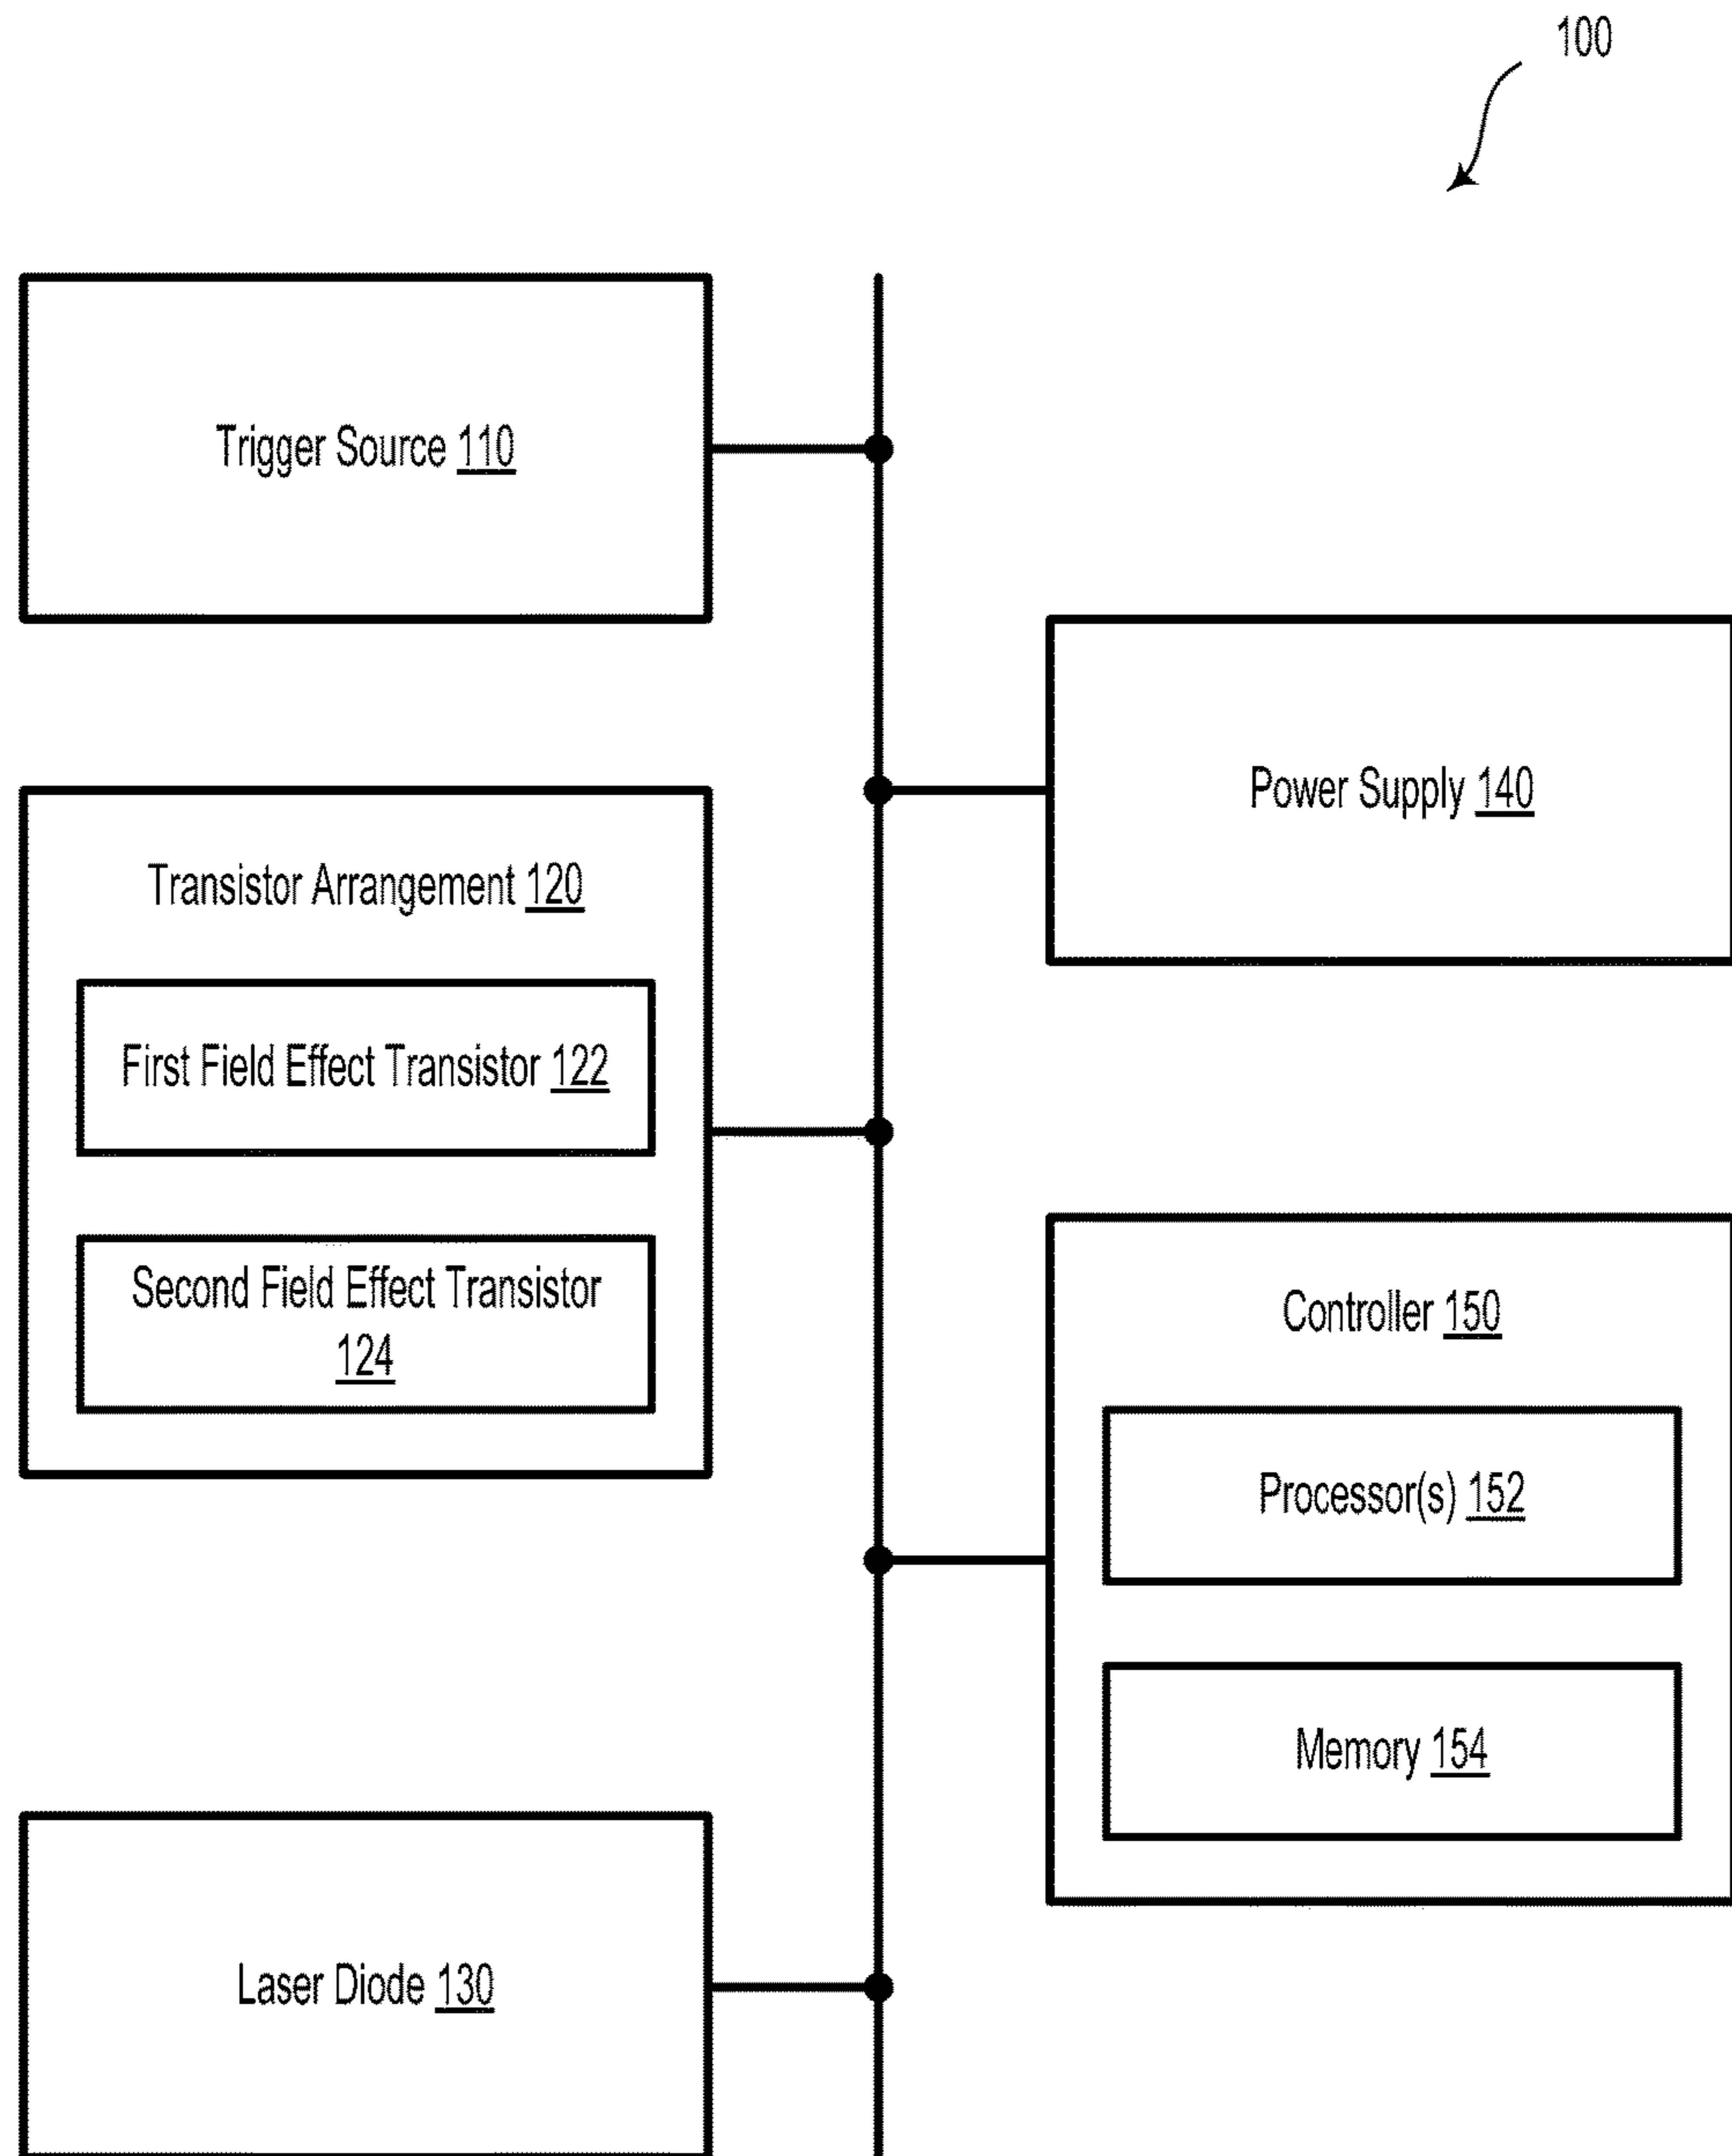 100
Trigger Source 110
Power Supply 140
Transistor Arrangement 120
First Field Effect Transistor 122
Second Field Effect Transistor
124
Controller 150
Processor(s) 152
Memory 154
Laser Diode 130